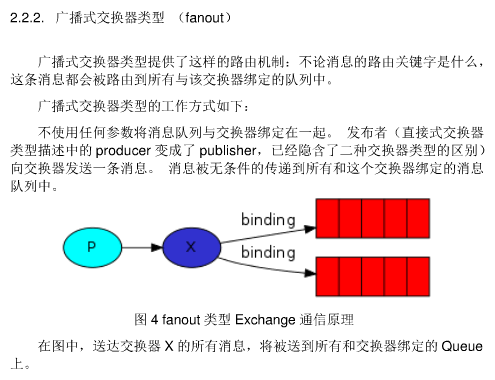 2.2.2. 广播式交换器类型 （fanout）
广播式交换器类型提供了这样的路由机制：不论消息的路由关键字是什么，
这条消息都会被路由到所有与该交换器绑定的队列中。
广播式交换器类型的工作方式如下：
不使用任何参数将消息队列与交换器绑定在一起。 发布者（直接式交换器
类型描述中的 producer 变成了 publisher，已经隐含了二种交换器类型的区别）
向交换器发送一条消息。 消息被无条件的传递到所有和这个交换器绑定的消息
队列中。
binding
P
X
binding
图 4 fanout 类型 Exchange 通信原理
在图中，送达交换器 X 的所有消息，将被送到所有和交换器绑定的 Queue
上。